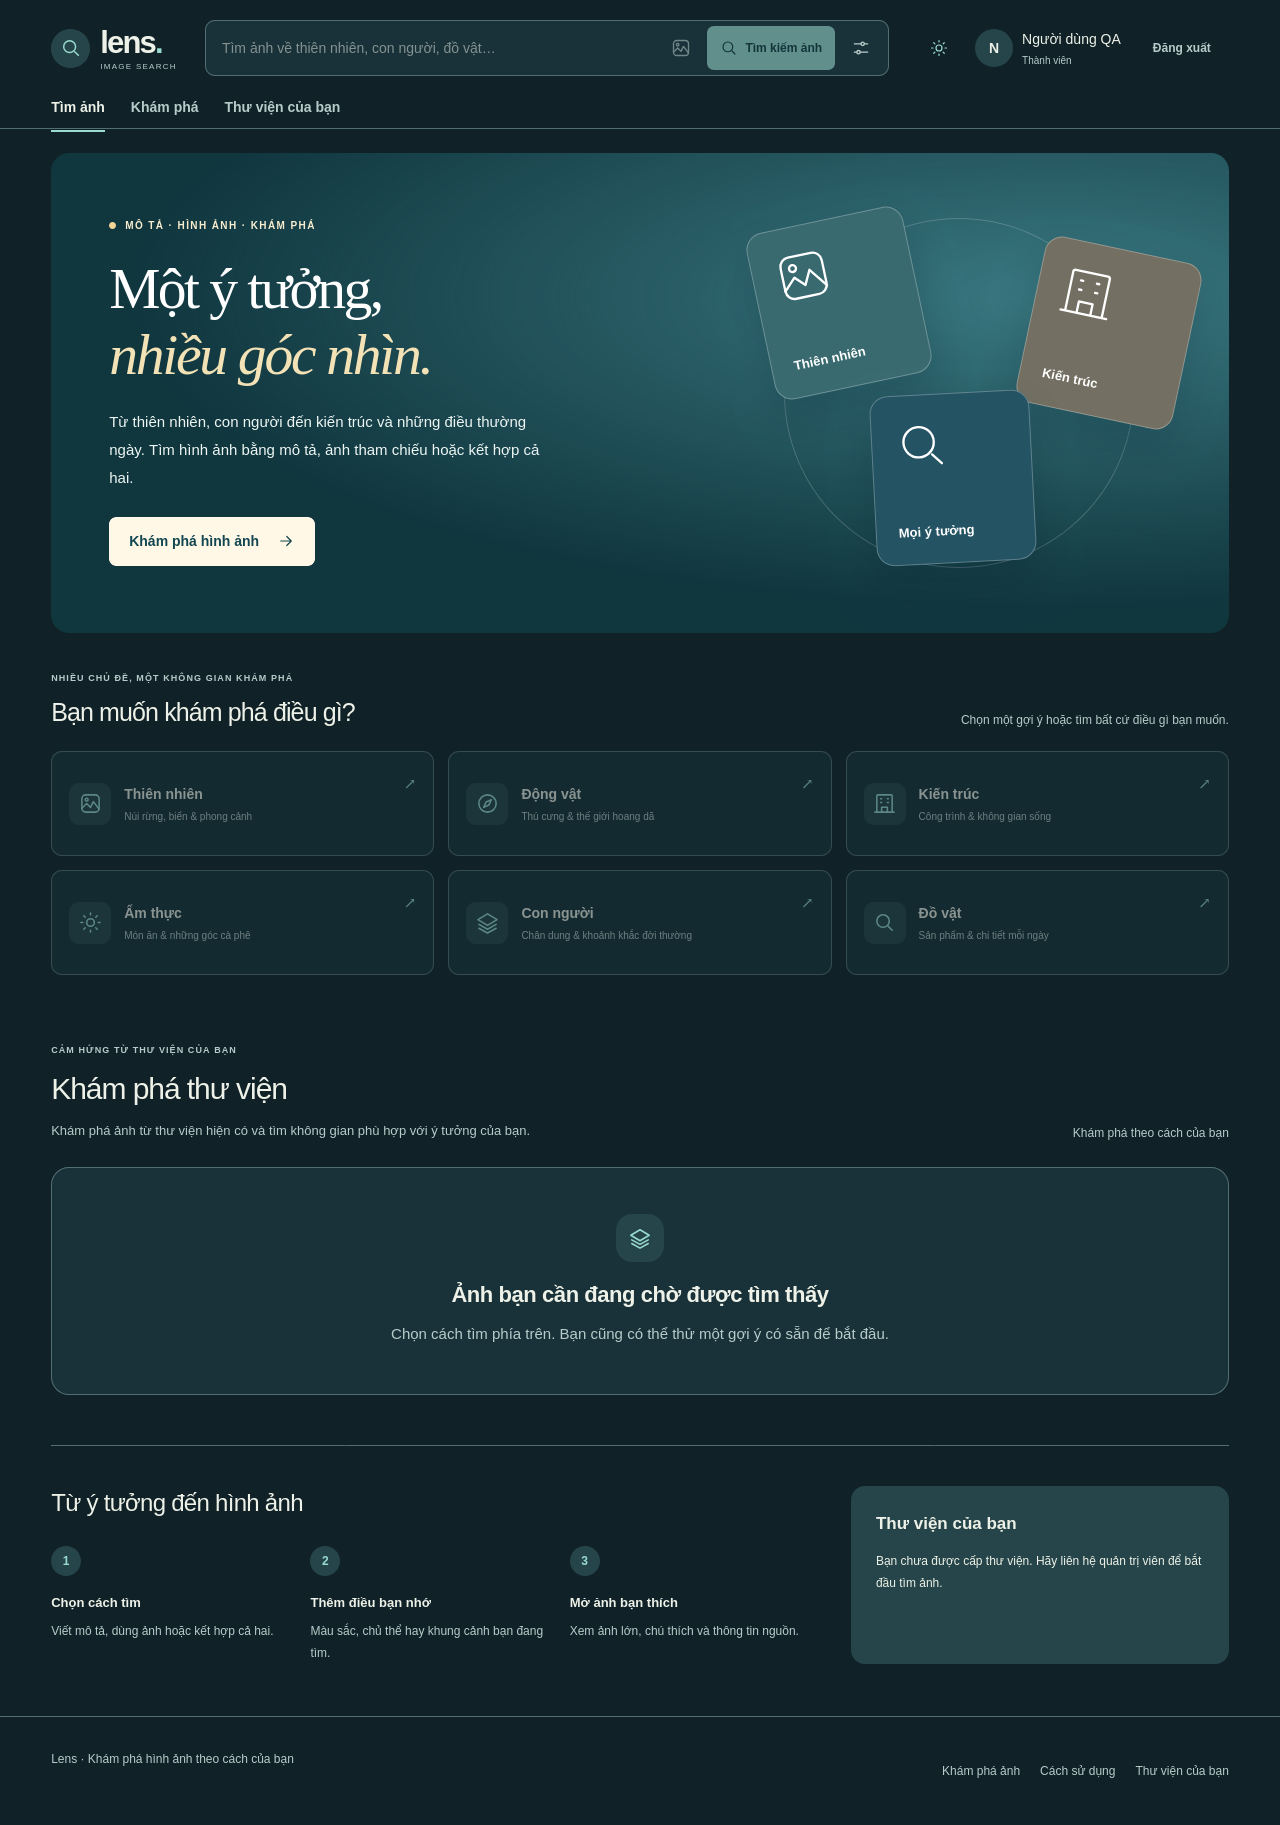 lens.
IMAGE SEARCH
Tìm ảnh về thiên nhiên, con người, đồ vật...
Tìm kiếm ảnh
N
Người dùng QA
Thành viên
Đăng xuất
Tìm ảnh
Khám phá
Thư viện của bạn
MÔ TẢ · HÌNH ẢNH · KHÁM PHÁ
Một ý tưởng,
nhiều góc nhìn.
Từ thiên nhiên, con người đến kiến trúc và những điều thường
ngày. Tìm hình ảnh bằng mô tả, ảnh tham chiếu hoặc kết hợp cả
hai.
Khám phá hình ảnh
Thiên nhiên
Kiến trúc
Mọi ý tưởng
NHIỀU CHỦ ĐỀ, MỘT KHÔNG GIAN KHÁM PHÁ
Bạn muốn khám phá điều gì?
Chọn một gợi ý hoặc tìm bất cứ điều gì bạn muốn.
Thiên nhiên
Núi rừng, biển & phong cảnh
Động vật
Thú cưng & thế giới hoang dã
Kiến trúc
Công trình & không gian sống
Ẩm thực
Món ăn & những góc cà phê
Con người
Chân dung & khoảnh khắc đời thường
Đồ vật
Sản phẩm & chi tiết mỗi ngày
CẢM HỨNG TỪ THƯ VIỆN CỦA BẠN
Khám phá thư viện
Khám phá ảnh từ thư viện hiện có và tìm không gian phù hợp với ý tưởng của bạn.
Khám phá theo cách của bạn
Ảnh bạn cần đang chờ được tìm thấy
Chọn cách tìm phía trên. Bạn cũng có thể thử một gợi ý có sẵn để bắt đầu.
Từ ý tưởng đến hình ảnh
1
Chọn cách tìm
Viết mô tả, dùng ảnh hoặc kết hợp cả hai.
2
Thêm điều bạn nhớ
Màu sắc, chủ thể hay khung cảnh bạn đang
tìm.
3
Mở ảnh bạn thích
Xem ảnh lớn, chú thích và thông tin nguồn.
Thư viện của bạn
Bạn chưa được cấp thư viện. Hãy liên hệ quản trị viên để bắt
đầu tìm ảnh.
Lens · Khám phá hình ảnh theo cách của bạn
Khám phá ảnh
Cách sử dụng
Thư viện của bạn